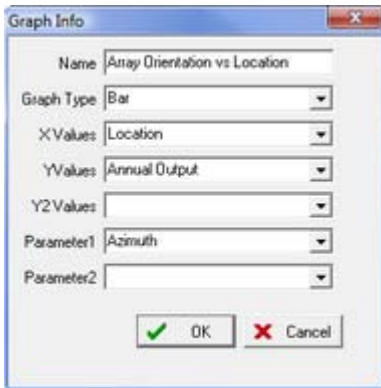 Graph Info
Name Array Orientation vs Location
Graph Type Bar
X Values Location
YValues Annual Output
Y2 Values
Parameter1 Azimuth
Parameter2
OK Cancel